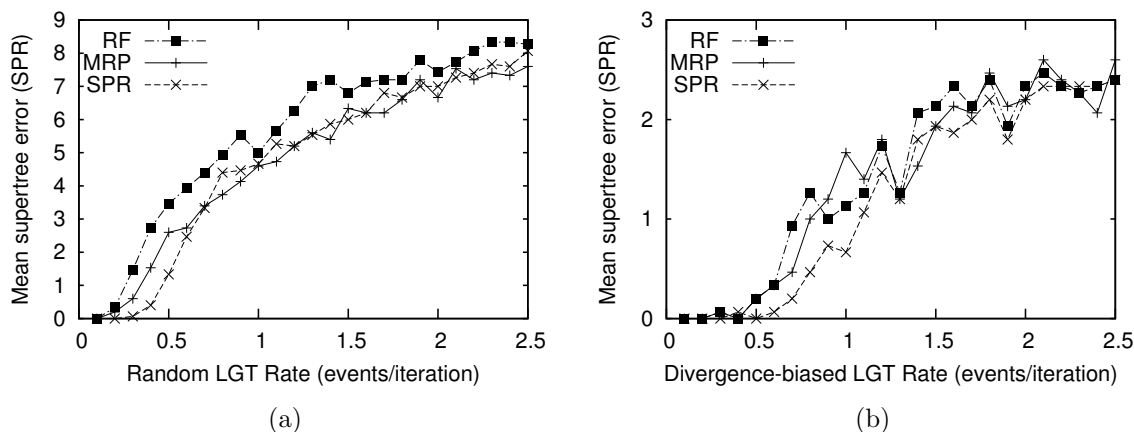 Mean supertree error (SPR)
9
8
7
6
5
4
3
2
1
0
RF
MRP
SPR
0 0.5 1 1.5 2 2.5
Random LGT Rate (events/iteration)
(a)
Mean supertree error (SPR)
3
2
1
0
RF
MRP
SPR
0 0.5 1 1.5 2 2.5
Divergence-biased LGT Rate (events/iteration)
(b)